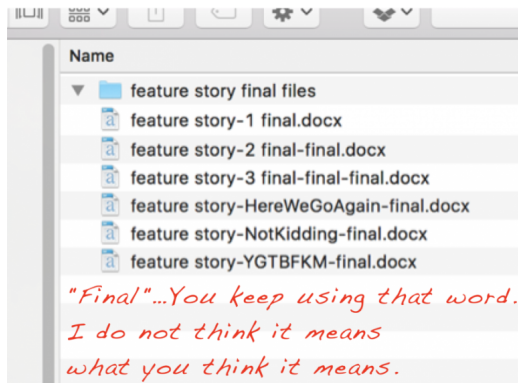 Name
feature story final files
feature story-1 final.docx
feature story-2 final-final.docx
feature story-3 final-final-final.docx
feature story-HereWeGoAgain-final.docx
feature story-NotKidding-final.docx
feature story-YGTBFKM-final.docx
"Final"...You keep using that word.
I do not think it means
what you think it means.